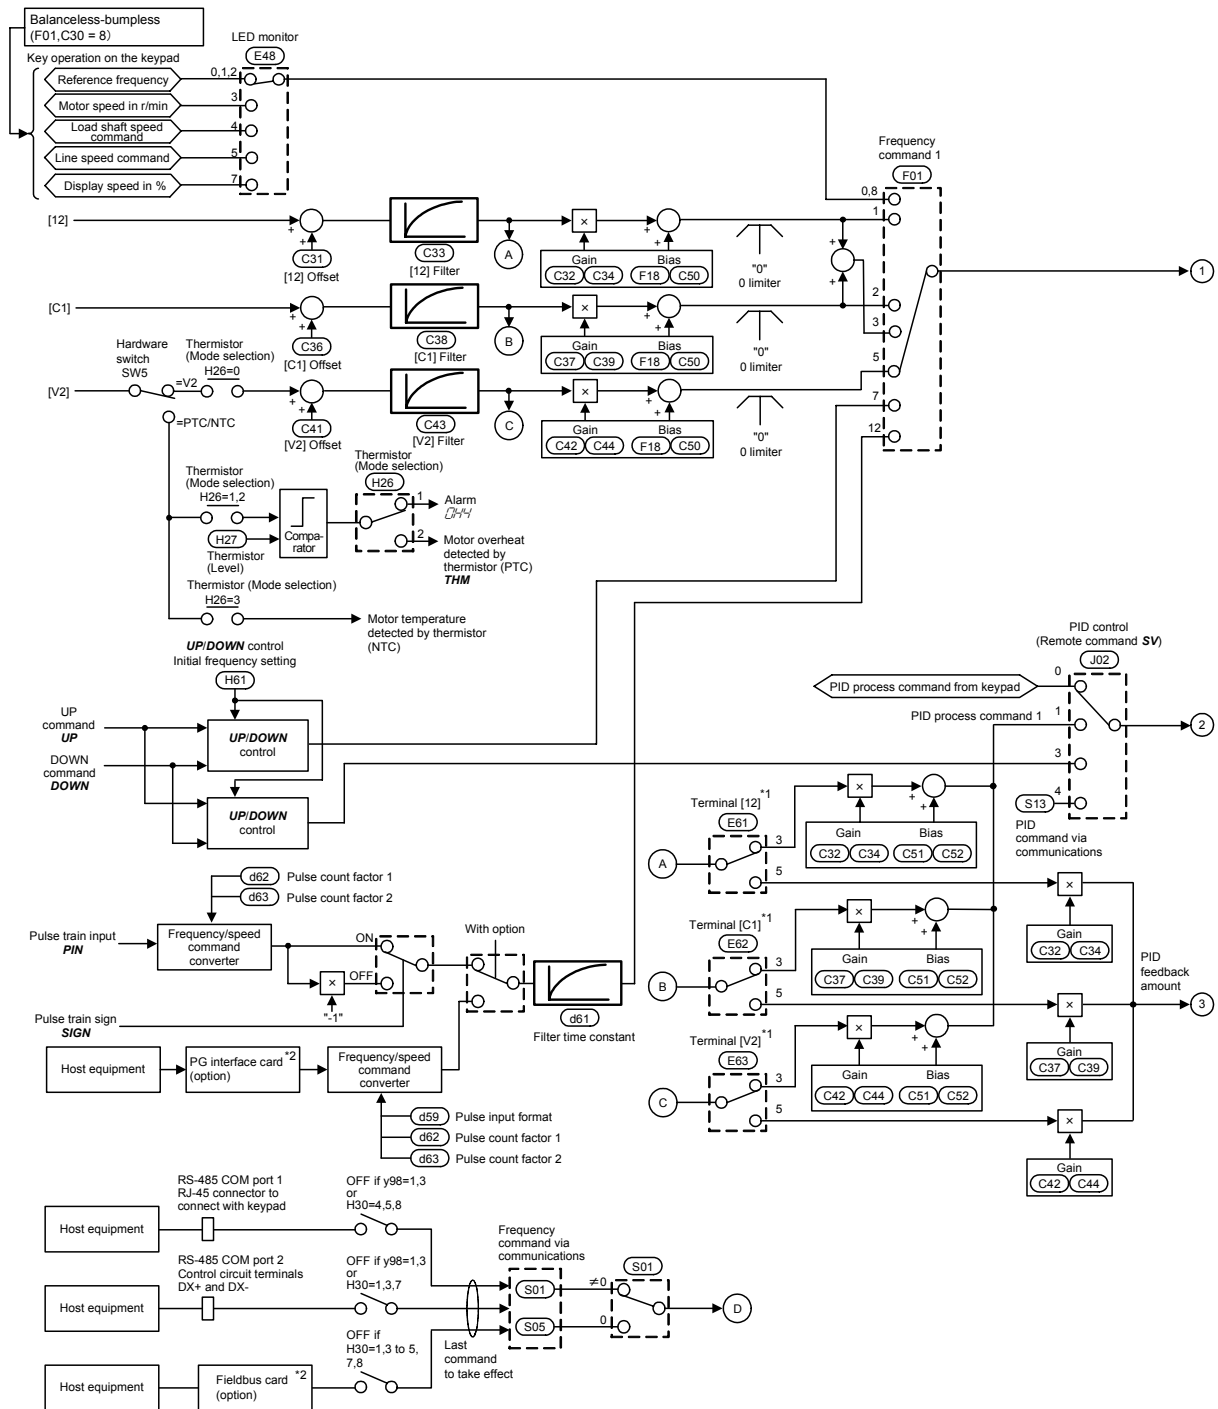 Balanceless-bumpless
(F01,C30 = 8)
LED monitor
E48
Key operation on the keypad
Reference frequency
0,1,2
Motor speed in r/min
3
Load shaft speed
command
4
Line speed command
5
Display speed in %
7
Frequency
command 1
F01
0,8
1
2
3
5
7
12
1
[12]
+
+
C31
[12] Offset
C33
[12] Filter
A
×
+
+
Gain
Bias
C32
C34
F18
C50
"0"
0 limiter
+
+
[C1]
+
+
C36
[C1] Offset
C38
[C1] Filter
B
×
+
+
Gain
Bias
C37
C39
F18
C50
"0"
0 limiter
Hardware
switch
SW5
Thermistor
(Mode selection)
H26=0
[V2]
=V2
=PTC/NTC
+
+
C41
[V2] Offset
C43
[V2] Filter
C
×
+
+
Gain
Bias
C42
C44
F18
C50
"0"
0 limiter
Thermistor
(Mode selection)
H26=1,2
H27
Thermistor
(Level)
Compa-
rator
Thermistor
(Mode selection)
H26
1
Alarm
0H4
2
Motor overheat
detected by
thermistor (PTC)
THM
Thermistor (Mode selection)
H26=3
Motor temperature
detected by thermistor
(NTC)
UP/DOWN control
Initial frequency setting
H61
UP
command
UP
DOWN
command
DOWN
UP/DOWN
control
UP/DOWN
control
PID control
(Remote command SV)
J02
PID process command from keypad
0
PID process command 1
1
3
4
S13
PID
command via
communications
2
Terminal [12]*1
E61
A
3
5
×
+
+
Gain
Bias
C32
C34
C51
C52
×
Gain
C32
C34
Terminal [C1]*1
E62
B
3
5
×
+
+
Gain
Bias
C37
C39
C51
C52
×
Gain
C37
C39
PID
feedback
amount
3
Terminal [V2]*1
E63
C
3
5
×
+
+
Gain
Bias
C42
C44
C51
C52
×
Gain
C42
C44
d62
Pulse count factor 1
d63
Pulse count factor 2
Pulse train input
PIN
Frequency/speed
command
converter
ON
OFF
×
"-1"
Pulse train sign
SIGN
With option
d61
Filter time constant
Host equipment
PG interface card *2
(option)
Frequency/speed
command
converter
d59
Pulse input format
d62
Pulse count factor 1
d63
Pulse count factor 2
RS-485 COM port 1
RJ-45 connector to
connect with keypad
Host equipment
OFF if y98=1,3
or
H30=4,5,8
RS-485 COM port 2
Control circuit terminals
DX+ and DX-
Host equipment
OFF if y98=1,3
or
H30=1,3,7
Host equipment
Fieldbus card *2
(option)
OFF if
H30=1,3 to 5,
7,8
Last
command
to take effect
Frequency
command via
communications
S01
S05
≠0
0
S01
D